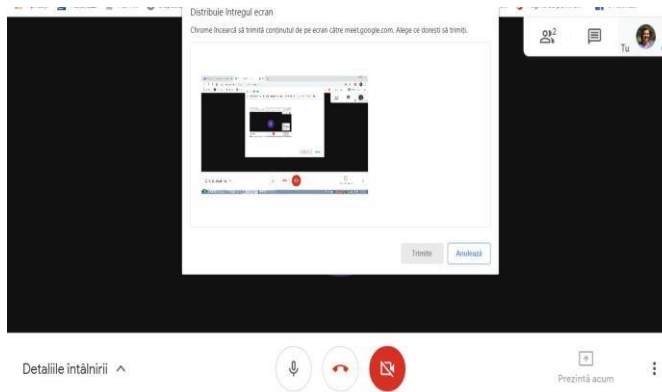 Distribuie întregul ecran
Chrome încearcă să trimită conținutul de pe ecran către meet.google.com. Alege ce dorești să trimiți.
2
Tu
Trimite
Anulează
Detaliile întâlnirii
Prezintă acum